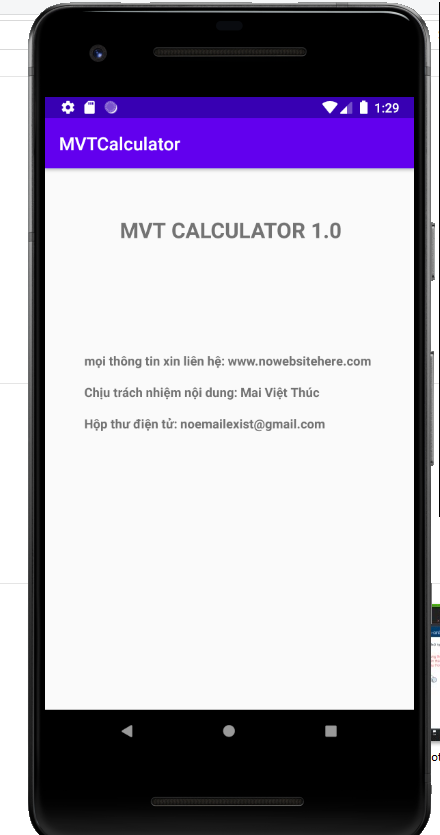 1:29
MVTCalculator
MVT CALCULATOR 1.0
mọi thông tin xin liên hệ: www.nowebsitehere.com
Chịu trách nhiệm nội dung: Mai Việt Thúc
Hộp thư điện tử: noemailexist@gmail.com